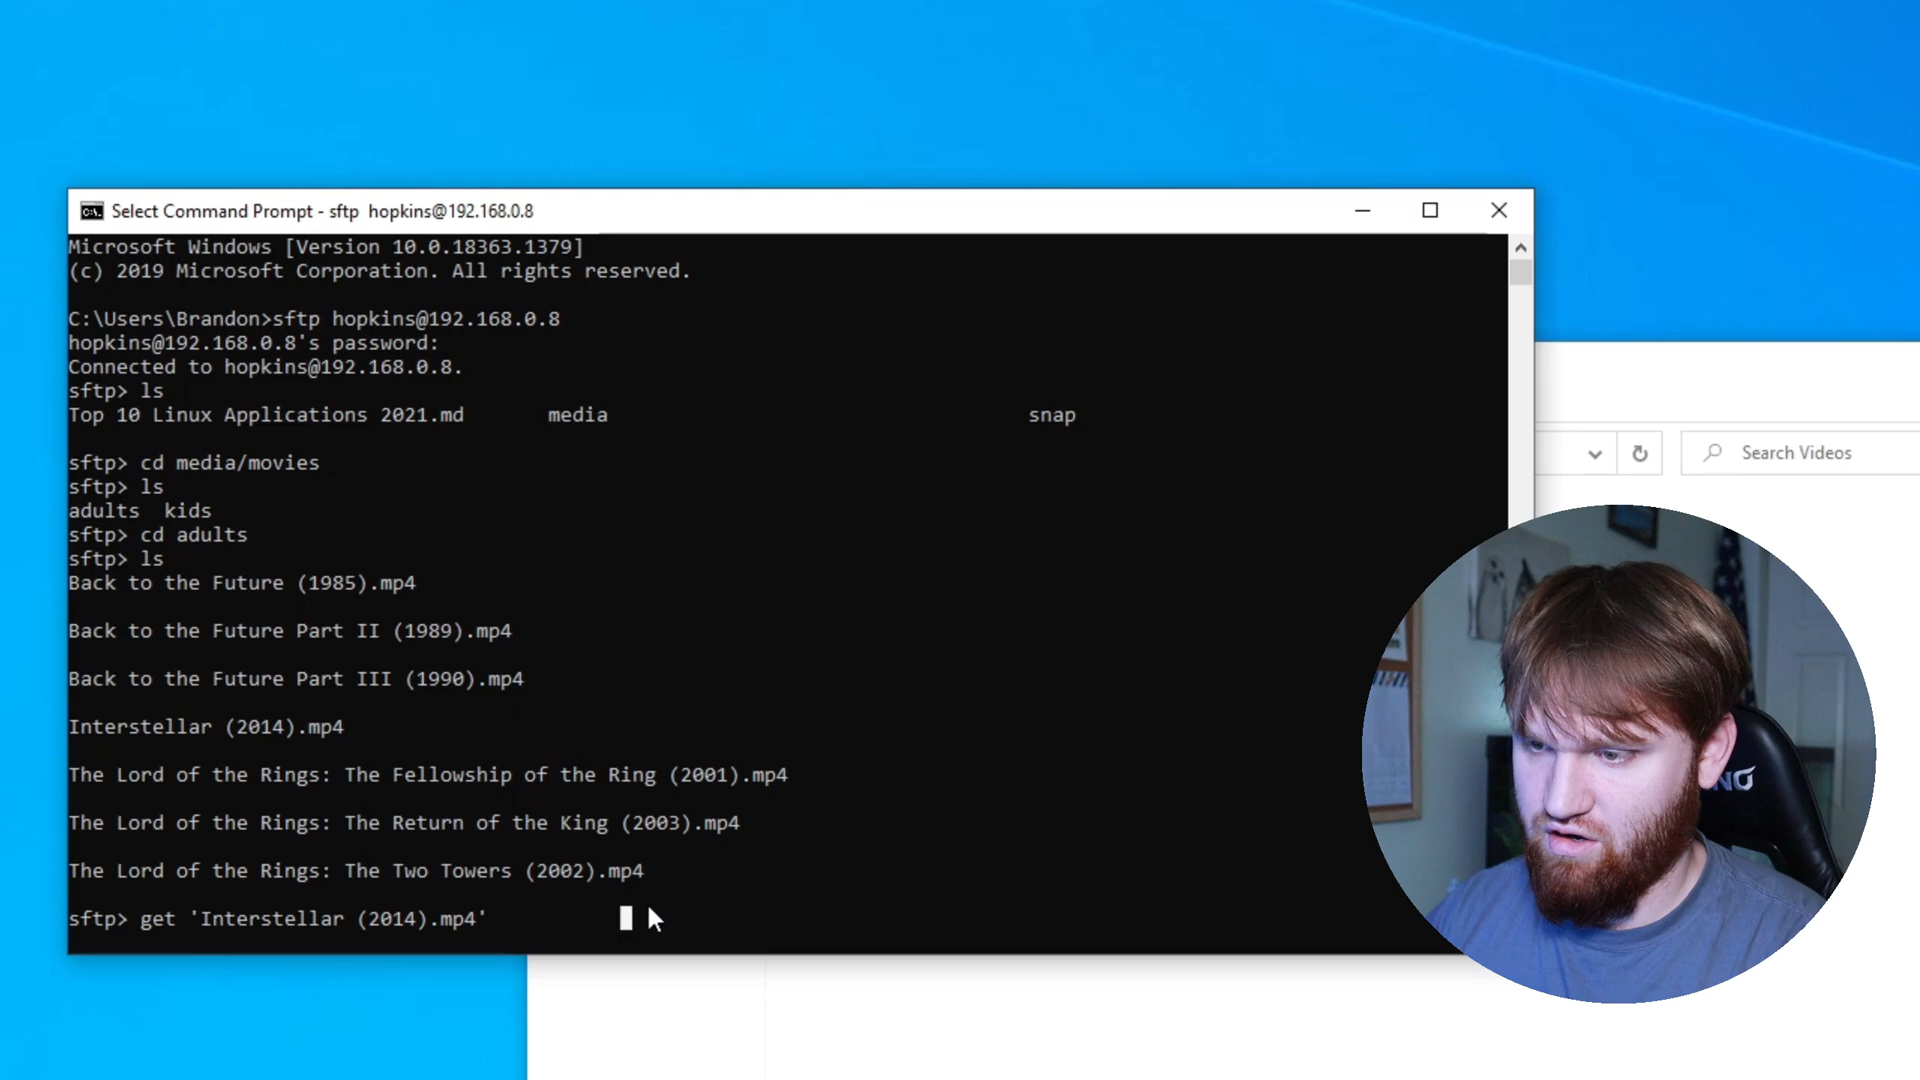 Select Command Prompt - sftp  hopkins@192.168.0.8
Microsoft Windows [Version 10.0.18363.1379]
(c) 2019 Microsoft Corporation. All rights reserved.
C:\Users\Brandon>sftp hopkins@192.168.0.8
hopkins@192.168.0.8's password:
Connected to hopkins@192.168.0.8.
sftp> ls
Top 10 Linux Applications 2021.md       media                                   snap
sftp> cd media/movies
sftp> ls
adults  kids
sftp> cd adults
sftp> ls
Back to the Future (1985).mp4
Back to the Future Part II (1989).mp4
Back to the Future Part III (1990).mp4
Interstellar (2014).mp4
The Lord of the Rings: The Fellowship of the Ring (2001).mp4
The Lord of the Rings: The Return of the King (2003).mp4
The Lord of the Rings: The Two Towers (2002).mp4
sftp> get 'Interstellar (2014).mp4'
Search Videos